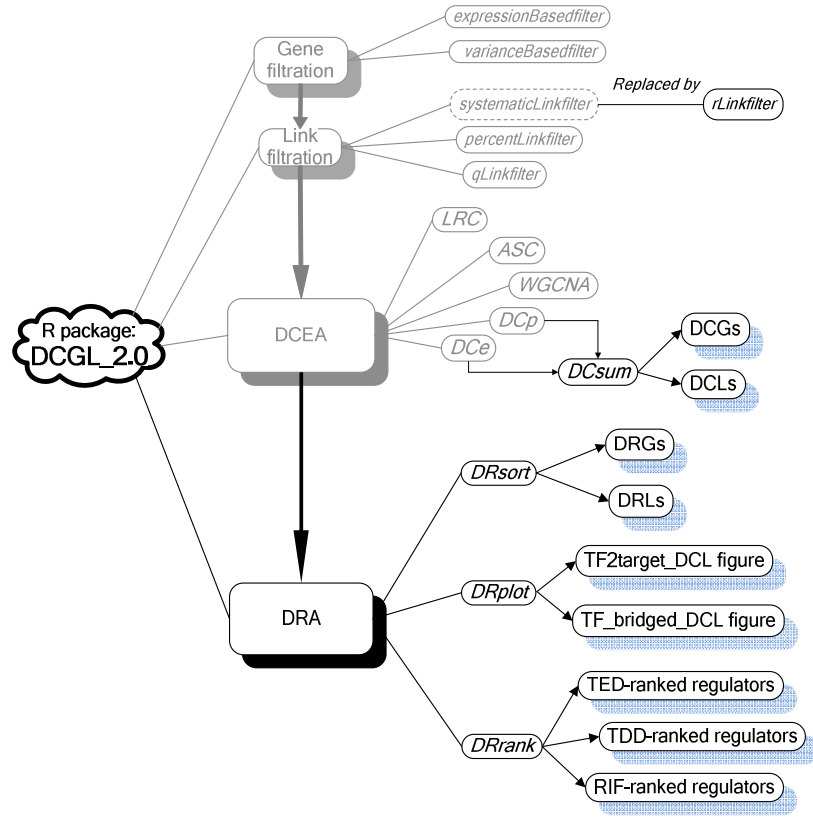 expressionBasedfilter
Gene
filtration
varianceBasedfilter
Replaced by
systematicLinkfilter
rLinkfilter
Link
filtration
percentLinkfilter
qLinkfilter
LRC
ASC
WGCNA
R package:
DCGL_2.0
DCEA
DCp
DCe
DCsum
DCGs
DCLs
DRGs
DRsort
DRLs
TF2target_DCL figure
DRplot
DRA
TF_bridged_DCL figure
TED-ranked regulators
DRrank
TDD-ranked regulators
RIF-ranked regulators